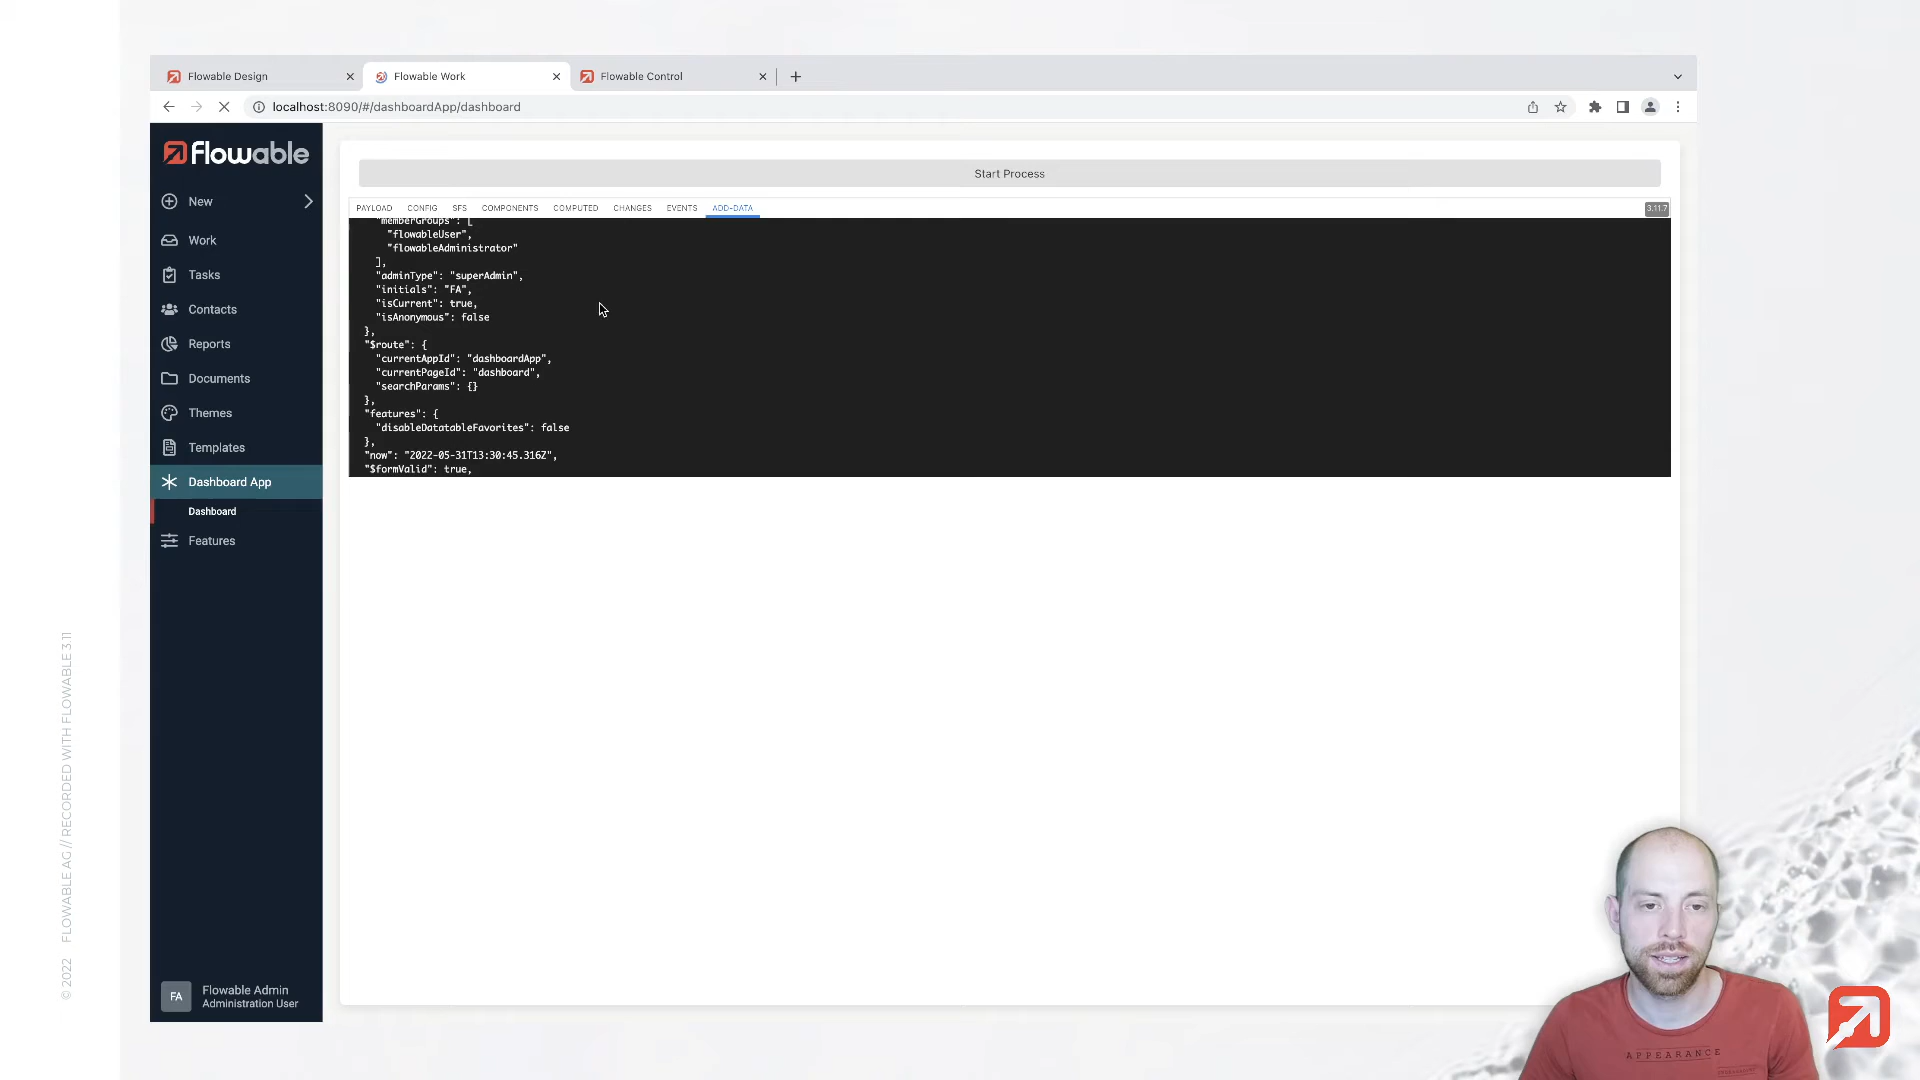 Flowable Design
Flowable Work
Flowable Control
localhost:8090/#/dashboardApp/dashboard
Flowable
New
Work
Tasks
Contacts
Reports
Documents
Themes
Templates
Dashboard App
Dashboard
Features
FA
Flowable Admin
Administration User
Start Process
PAYLOAD
CONFIG
SFS
COMPONENTS
COMPUTED
CHANGES
EVENTS
ADD-DATA
3.11.7
"memberGroups": [
"flowableUser",
"flowableAdministrator"
],
"adminType": "superAdmin",
"initials": "FA",
"isCurrent": true,
"isAnonymous": false
},
"$route": {
"currentAppId": "dashboardApp",
"currentPageId": "dashboard",
"searchParams": {}
},
"features": {
"disableDatatableFavorites": false
},
"now": "2022-05-31T13:30:45.316Z",
"$formValid": true,
© 2022 FLOWABLE AG // RECORDED WITH FLOWABLE 3.11
APPEARANCE